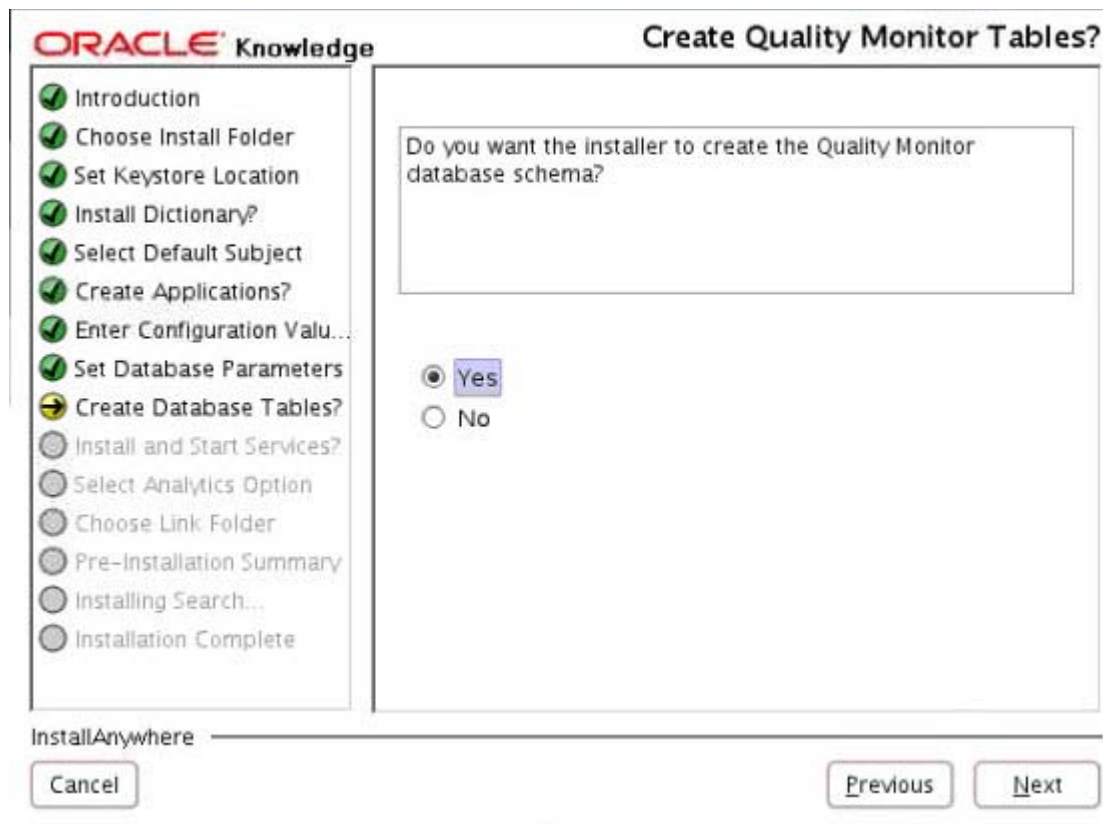 ORACLE Knowledge
Create Quality Monitor Tables?
Introduction
Choose Install Folder
Set Keystore Location
Install Dictionary?
Select Default Subject
Create Applications?
Enter Configuration Valu...
Set Database Parameters
Create Database Tables?
Install and Start Services?
Select Analytics Option
Choose Link Folder
Pre-Installation Summary
Installing Search...
Installation Complete
Do you want the installer to create the Quality Monitor
database schema?
Yes
No
InstallAnywhere
Cancel
Previous
Next